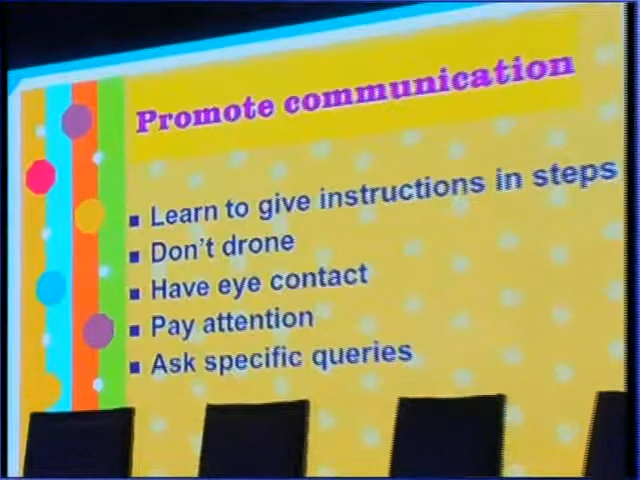 Promote communication
Learn to give instructions in steps
Don't drone
Have eye contact
Pay attention
Ask specific queries